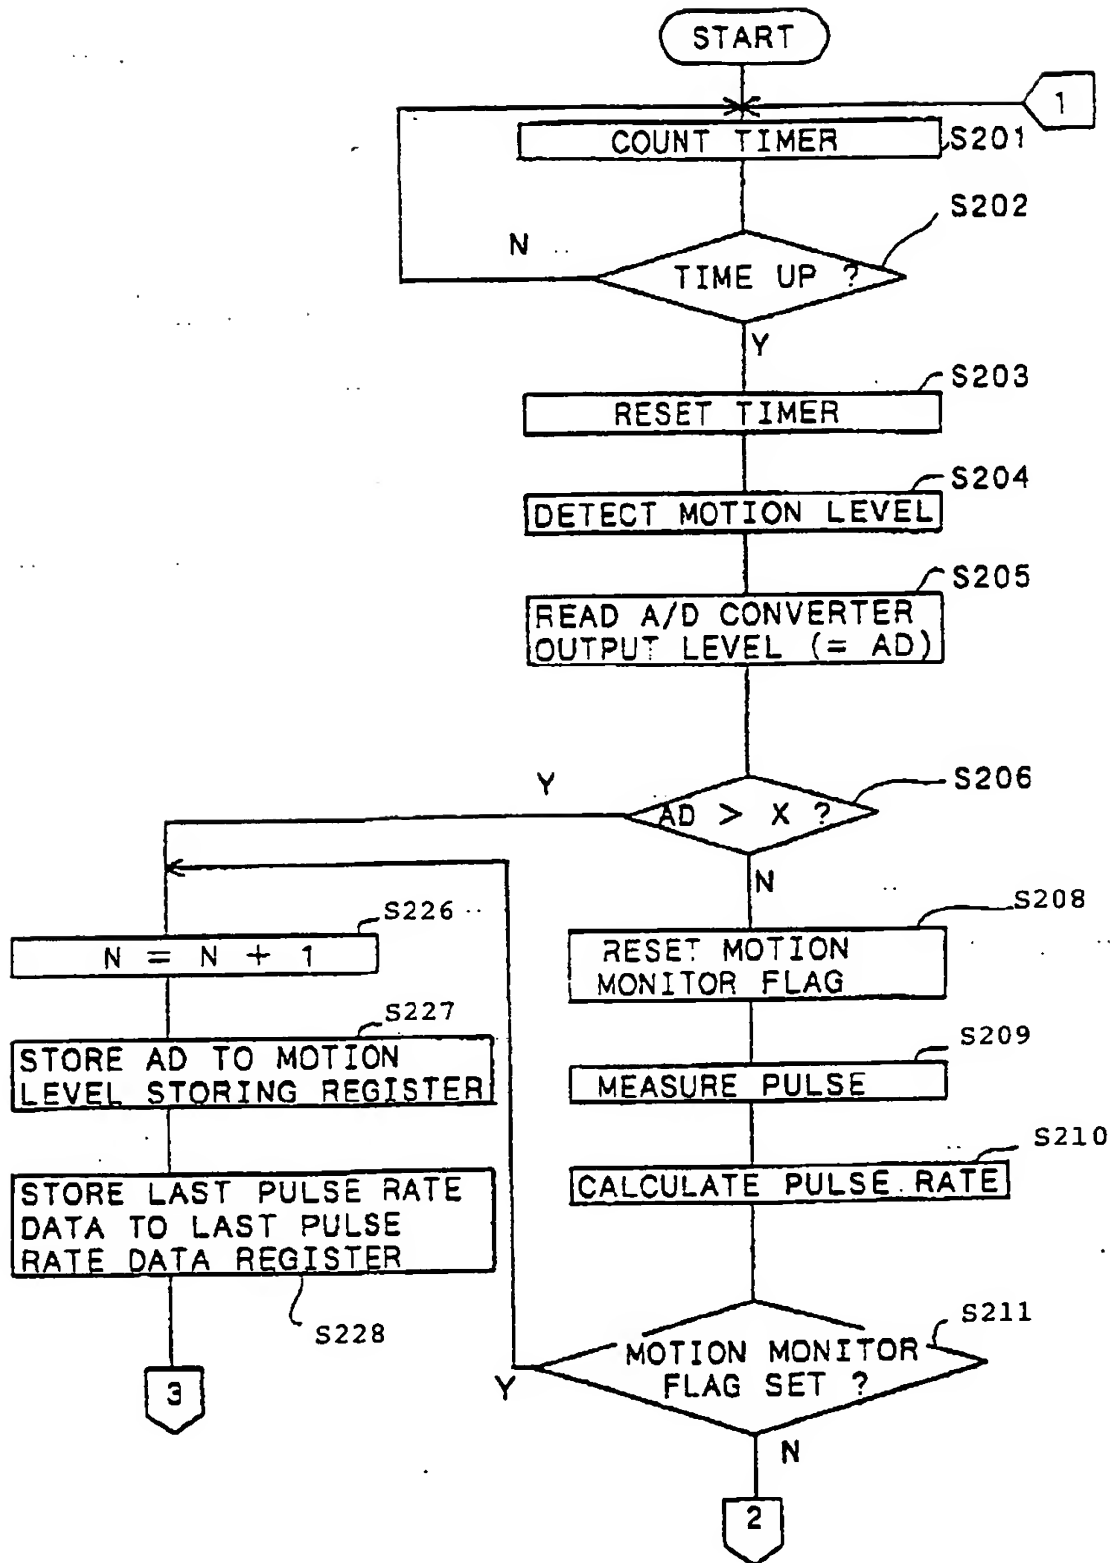 START
1
COUNT TIMER
S201
S202
N
TIME UP ?
Y
S203
RESET TIMER
S204
DETECT MOTION LEVEL
S205
READ A/D CONVERTER
OUTPUT LEVEL (= AD)
Y
S206
AD > X ?
N
S208
S226
N = N + 1
RESET MOTION
MONITOR FLAG
S227
STORE AD TO MOTION
LEVEL STORING REGISTER
S209
MEASURE PULSE
S210
CALCULATE PULSE RATE
STORE LAST PULSE RATE
DATA TO LAST PULSE
RATE DATA REGISTER
S228
S211
MOTION MONITOR
FLAG SET ?
Y
3
N
2